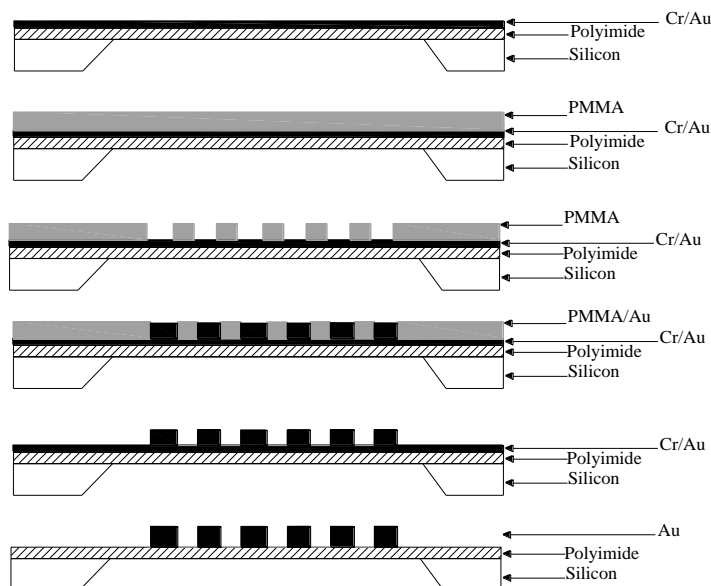 Cr/Au
Polyimide
Silicon
PMMA
Cr/Au
Polyimide
Silicon
PMMA
Cr/Au
Polyimide
Silicon
PMMA/Au
Cr/Au
Polyimide
Silicon
Cr/Au
Polyimide
Silicon
Au
Polyimide
Silicon